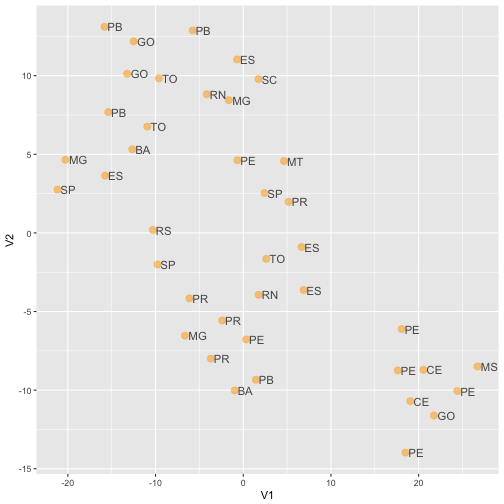 PB
PB
GO
ES
GO
TO
SC
RN
MG
PB
TO
BA
MG
PE
MT
ES
SP
SP
PR
RS
ES
TO
SP
ES
RN
PR
PR
PE
MG
PE
PR
MS
PE
CE
PB
BA
PE
CE
GO
PE
10
5
0
-5
-10
-15
V2
-20
-10
0
10
20
V1